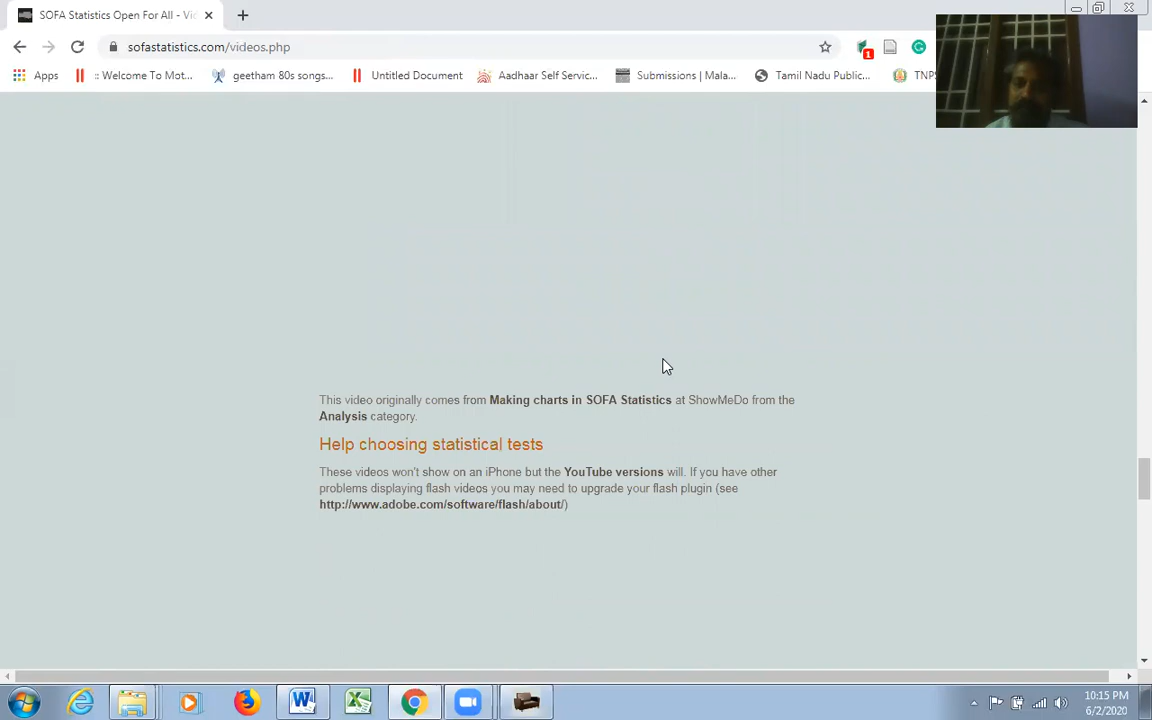 SOFA Statistics Open For All - Vi
sofastatistics.com/videos.php
1
Apps :: Welcome To Mot... geetham 80s songs... Untitled Document Aadhaar Self Servic... Submissions | Mala... Tamil Nadu Public... TNP
This video originally comes from Making charts in SOFA Statistics at ShowMeDo from the
Analysis category.
Help choosing statistical tests
These videos won't show on an iPhone but the YouTube versions will. If you have other
problems displaying flash videos you may need to upgrade your flash plugin (see
http://www.adobe.com/software/flash/about/)
10:15 PM
6/2/2020